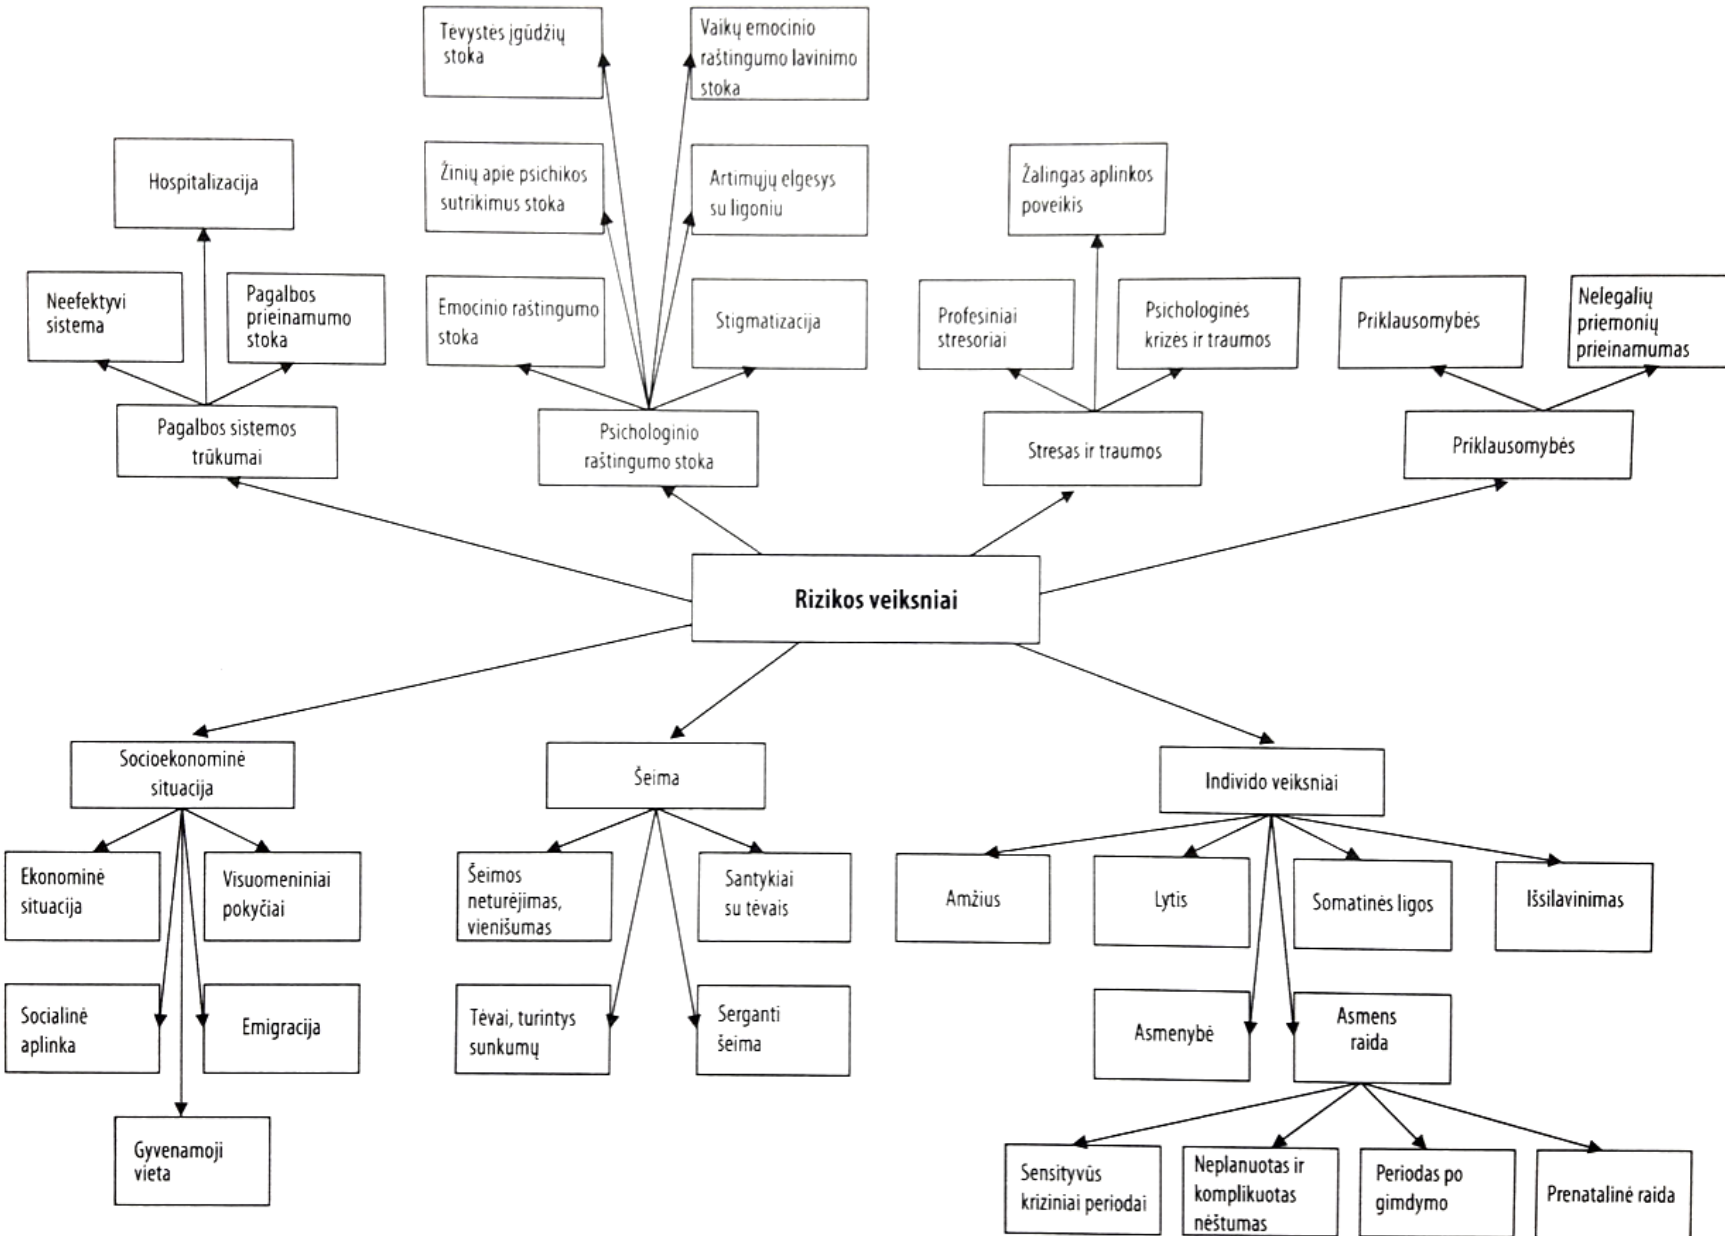 Tėvystės įgūdžių
stoka
Vaikų emocinio
raštingumo lavinimo
stoka
Hospitalizacija
Žinių apie psichikos
sutrikimus stoka
Artimųjų elgesys
su ligoniu
Žalingas aplinkos
poveikis
Neefektyvi
sistema
Pagalbos
prieinamumo
stoka
Emocinio raštingumo
stoka
Stigmatizacija
Profesiniai
stresoriai
Psichologinės
krizės ir traumos
Priklausomybės
Nelegalių
priemonių
prieinamumas
Pagalbos sistemos
trūkumai
Psichologinio
raštingumo stoka
Stresas ir traumos
Priklausomybės
Rizikos veiksniai
Socioekonominė
situacija
Šeima
Individo veiksniai
Ekonominė
situacija
Visuomeniniai
pokyčiai
Šeimos
neturėjimas,
vienišumas
Santykiai
su tėvais
Amžius
Lytis
Somatinės ligos
Išsilavinimas
Socialinė
aplinka
Emigracija
Tėvai, turintys
sunkumų
Serganti
šeima
Asmenybė
Asmens
raida
Gyvenamoji
vieta
Sensityvūs
kriziniai periodai
Neplanuotas ir
komplikuotas
nėštumas
Periodas po
gimdymo
Prenatalinė raida